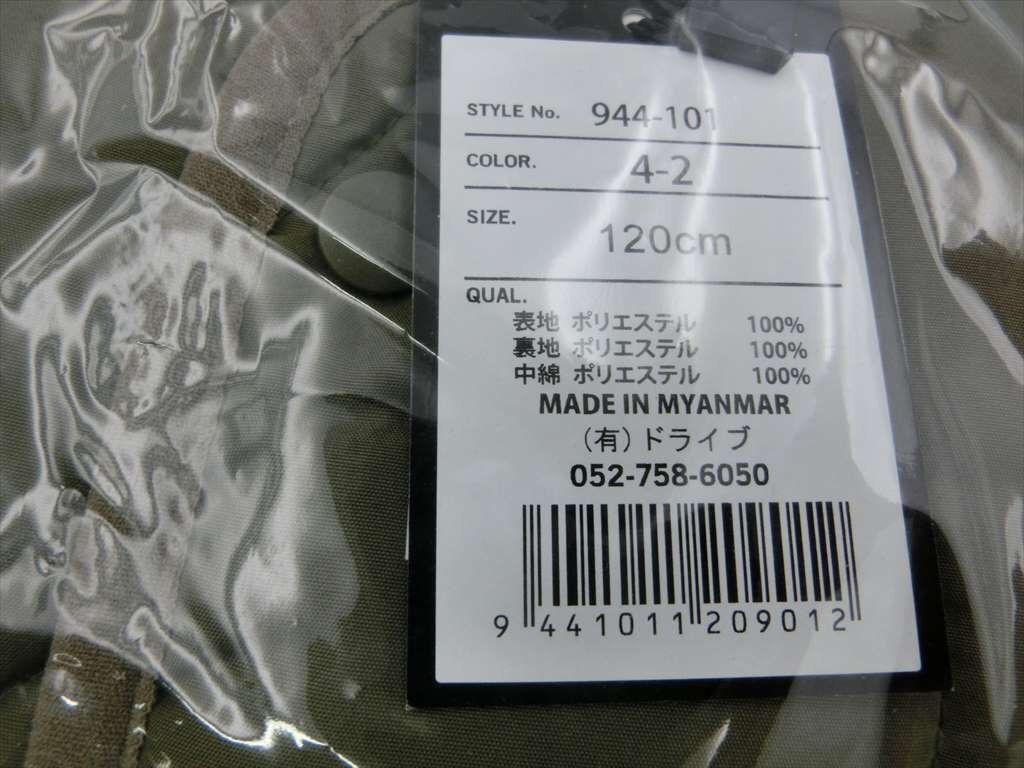 STYLE No. 944-101
COLOR. 4-2
SIZE. 120cm
QUAL.
表地 ポリエステル 100%
裏地 ポリエステル 100%
中綿 ポリエステル 100%
MADE IN MYANMAR
(有)ドライブ
052-758-6050
9 441011 209012